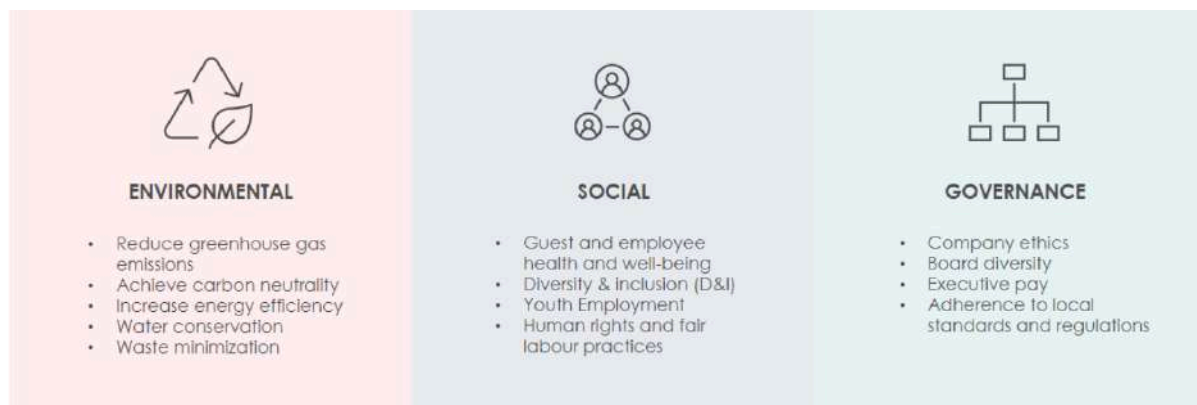 ENVIRONMENTAL
• Reduce greenhouse gas
emissions
• Achieve carbon neutrality
• Increase energy efficiency
• Water conservation
• Waste minimization
SOCIAL
• Guest and employee
health and well-being
• Diversity & inclusion (D&I)
• Youth Employment
• Human rights and fair
labour practices
GOVERNANCE
• Company ethics
• Board diversity
• Executive pay
• Adherence to local
standards and regulations